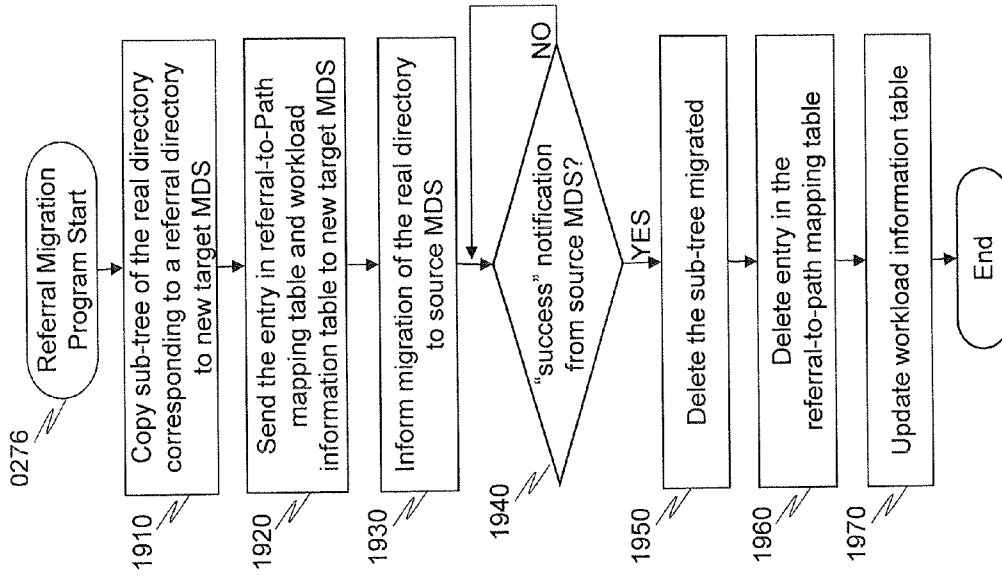 0276
Referral Migration
Program Start
1910
Copy sub-tree of the real directory
corresponding to a referral directory
to new target MDS
1920
Send the entry in referral-to-Path
mapping table and workload
information table to new target MDS
1930
Inform migration of the real directory
to source MDS
1940
“success” notification
from source MDS?
NO
YES
1950
Delete the sub-tree migrated
1960
Delete entry in the
referral-to-path mapping table
1970
Update workload information table
End